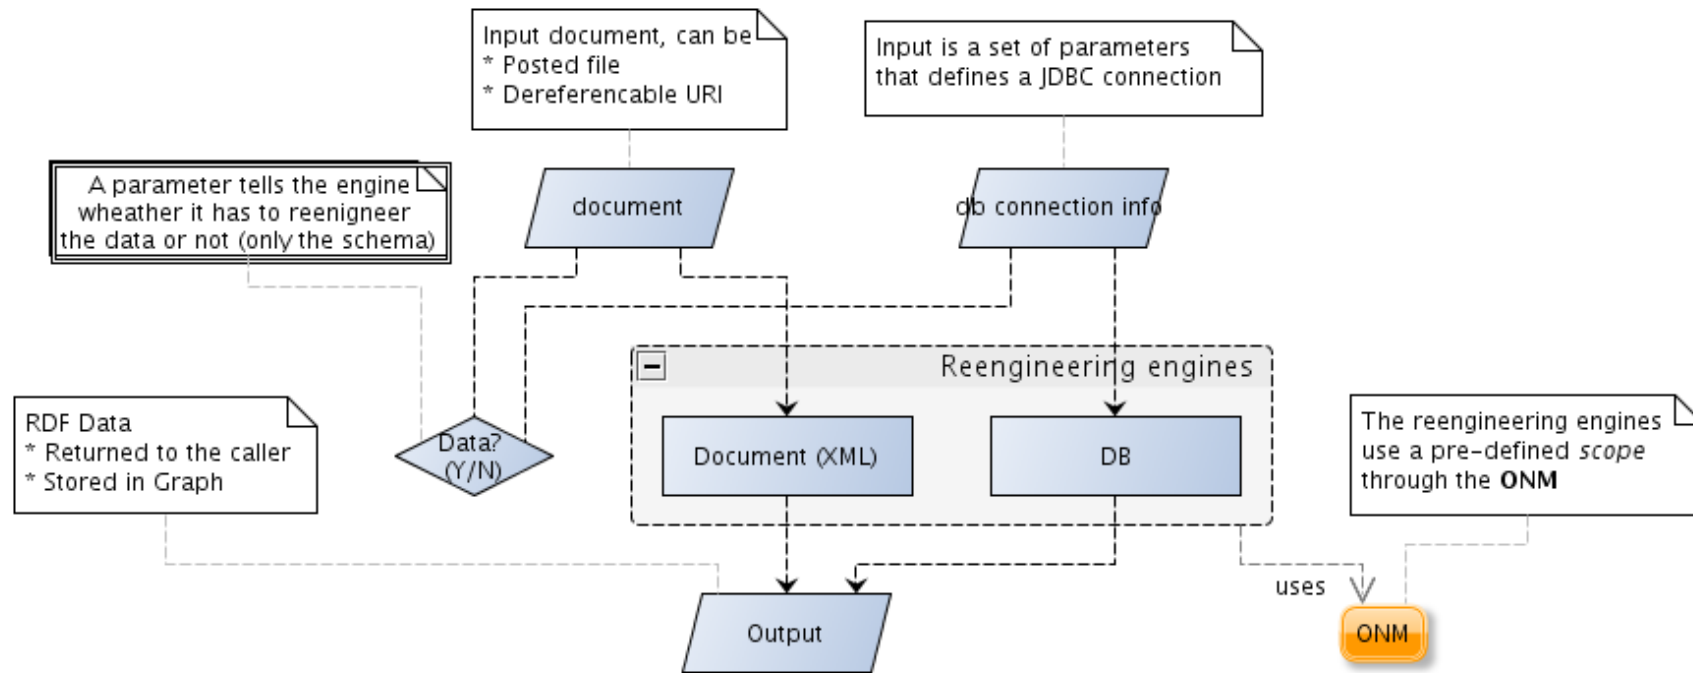 Input document, can be
* Posted file
* Dereferencable URI
Input is a set of parameters
that defines a JDBC connection
A parameter tells the engine
wheather it has to reenigneer
the data or not (only the schema)
document
db connection info
Reengineering engines
RDF Data
* Returned to the caller
* Stored in Graph
Data?
(Y/N)
Document (XML)
DB
The reengineering engines
use a pre-defined scope
through the ONM
uses
Output
ONM